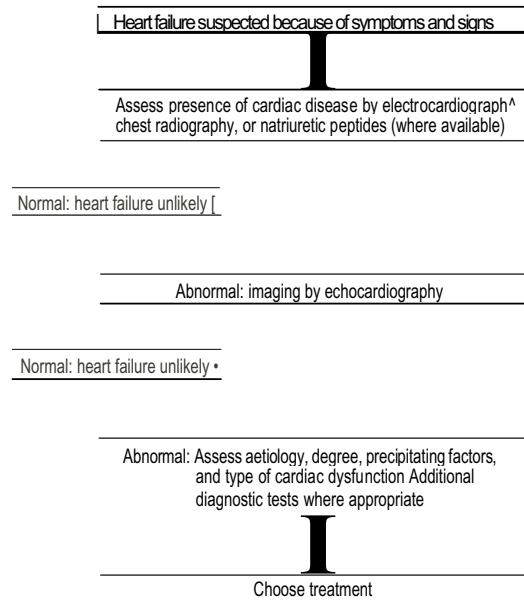 Heart failure suspected because of symptoms and signs
Assess presence of cardiac disease by electrocardiograph^
chest radiography, or natriuretic peptides (where available)
Normal: heart failure unlikely [
Abnormal: imaging by echocardiography
Normal: heart failure unlikely •
Abnormal: Assess aetiology, degree, precipitating factors,
and type of cardiac dysfunction Additional
diagnostic tests where appropriate
Choose treatment